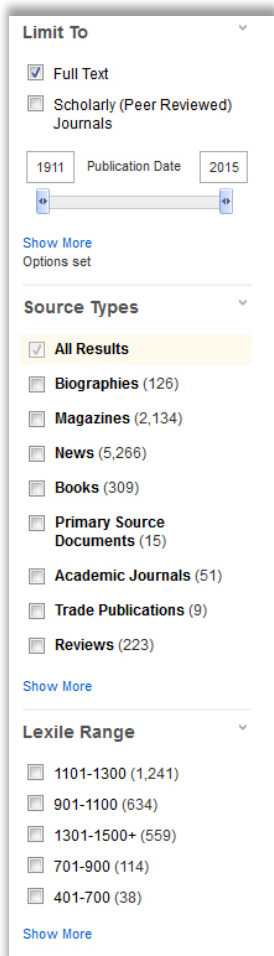 Limit To
Full Text
Scholarly (Peer Reviewed)
Journals
1911 Publication Date 2015
Show More
Options set
Source Types
All Results
Biographies (126)
Magazines (2,134)
News (5,266)
Books (309)
Primary Source
Documents (15)
Academic Journals (51)
Trade Publications (9)
Reviews (223)
Show More
Lexile Range
1101-1300 (1,241)
901-1100 (634)
1301-1500+ (559)
701-900 (114)
401-700 (38)
Show More